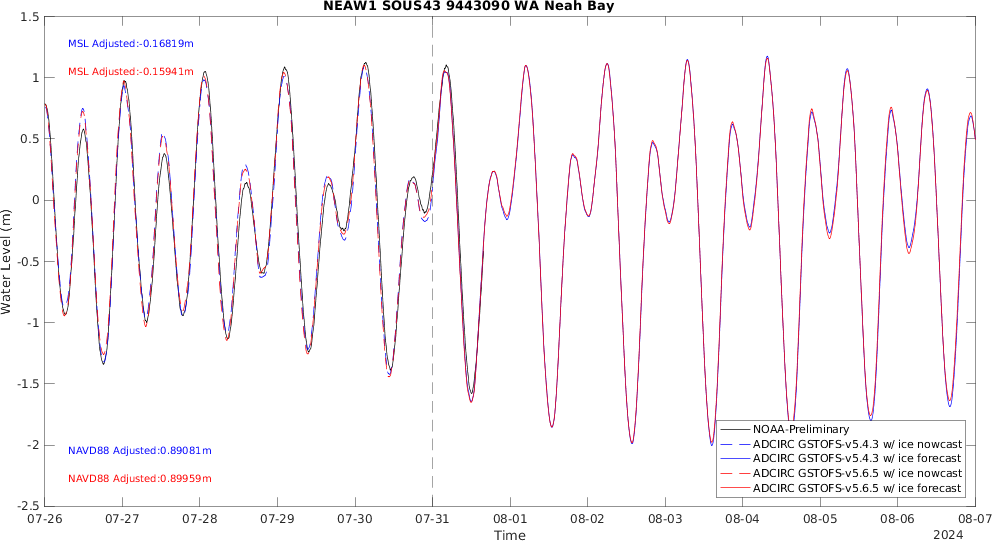 NEAW1 SOUS43 9443090 WA Neah Bay
1.5
1
0.5
0
-0.5
-1
-1.5
-2
-2.5
Water Level (m)
MSL Adjusted:-0.16819m
MSL Adjusted:-0.15941m
NAVD88 Adjusted:0.89081m
NAVD88 Adjusted:0.89959m
NOAA-Preliminary
ADCIRC GSTOFS-v5.4.3 w/ ice nowcast
ADCIRC GSTOFS-v5.4.3 w/ ice forecast
ADCIRC GSTOFS-v5.6.5 w/ ice nowcast
ADCIRC GSTOFS-v5.6.5 w/ ice forecast
07-26 07-27 07-28 07-29 07-30 07-31 08-01 08-02 08-03 08-04 08-05 08-06 08-07
Time
2024